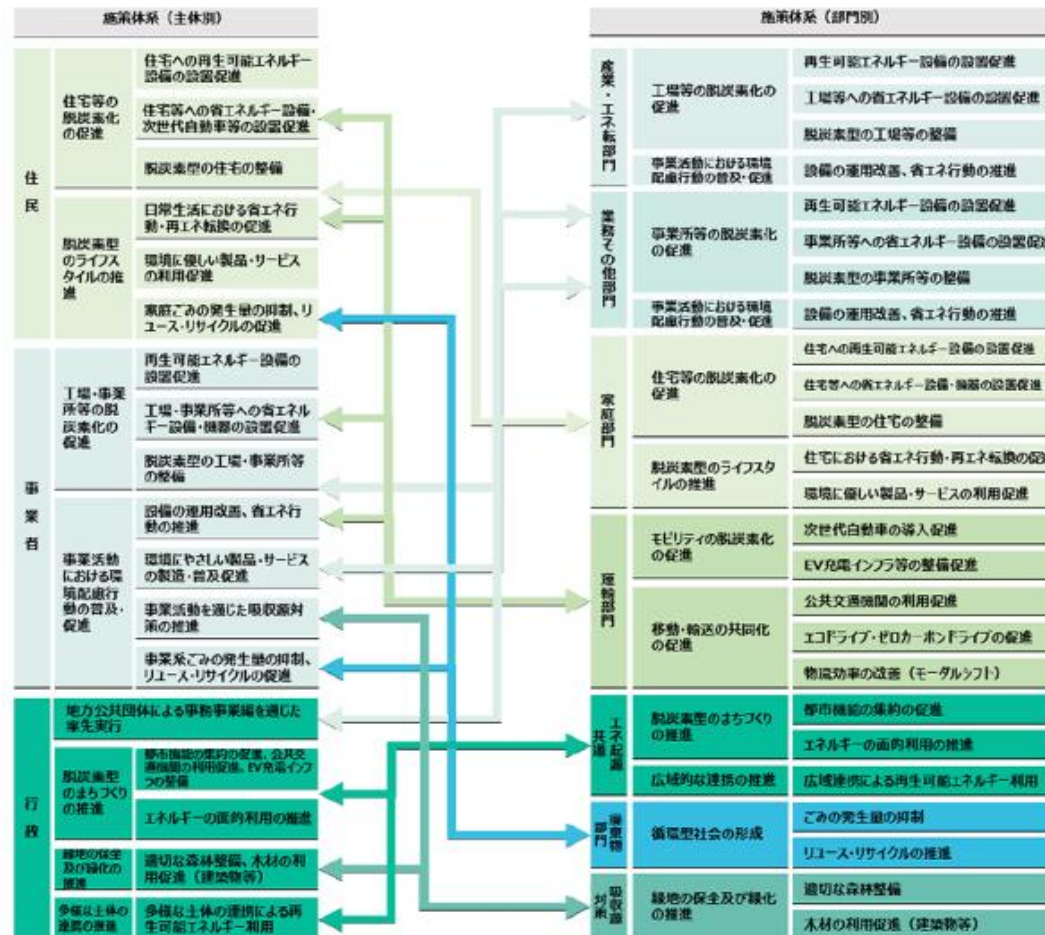 施策体系（主体別）
住民
住宅等の
脱炭素化
の促進
住宅への再生可能エネルギー
設備の設置促進
住宅等への省エネルギー設備・
次世代自動車等の設置促進
脱炭素型の住宅の整備
脱炭素型
のライフス
タイルの推
進
日常生活における省エネ行
動・再エネ転換の促進
環境に優しい製品・サービス
の利用促進
家庭ごみの発生量の抑制、リ
ユース・リサイクルの促進
事業者
工場・事業
所等の脱
炭素化の
促進
再生可能エネルギー設備の
設置促進
工場・事業所等への省エネル
ギー設備・機器の設置促進
脱炭素型の工場・事業所等
の整備
事業活動
における環
境配慮行
動の普及・
促進
設備の運用改善、省エネ行
動の推進
環境にやさしい製品・サービス
の製造・普及促進
事業活動を通じた吸収源対
策の推進
事業系ごみの発生量の抑制、
リユース・リサイクルの促進
行政
地方公共団体による事務事業編を通じた
率先実行
脱炭素型
のまちづくり
の推進
都市機能の集約の促進、公共交
通機関の利用促進、EV充電インフ
ラの整備
エネルギーの面的利用の推進
緑地の保全
及び緑化の
推進
適切な森林整備、木材の利
用促進（建築物等）
多様な主体の
連携の推進
多様な主体の連携による再
生可能エネルギー利用
施策体系（部門別）
産業・エネ転部門
工場等の脱炭素化の
促進
再生可能エネルギー設備の設置促進
工場等への省エネルギー設備の設置促進
脱炭素型の工場等の整備
事業活動における環境
配慮行動の普及・促進
設備の運用改善、省エネ行動の推進
業務その他部門
事業所等の脱炭素化
の促進
再生可能エネルギー設備の設置促進
事業所等への省エネルギー設備の設置促
脱炭素型の事業所等の整備
事業活動における環境
配慮行動の普及・促進
設備の運用改善、省エネ行動の推進
家庭部門
住宅等の脱炭素化の
促進
住宅への再生可能エネルギー設備の設置促進
住宅等への省エネルギー設備・機器の設置促進
脱炭素型の住宅の整備
脱炭素型のライフスタ
イルの推進
住宅における省エネ行動・再エネ転換の促
環境に優しい製品・サービスの利用促進
運輸部門
モビリティの脱炭素化
の促進
次世代自動車の導入促進
EV充電インフラ等の整備促進
移動・輸送の共同化
の促進
公共交通機関の利用促進
エコドライブ・ゼロカーボンドライブの促進
物流効率の改善（モーダルシフト）
エネ起源
共通
脱炭素型のまちづくり
の推進
都市機能の集約の促進
エネルギーの面的利用の推進
広域的な連携の推進
広域連携による再生可能エネルギー利用
廃棄物
部門
循環型社会の形成
ごみの発生量の抑制
リユース・リサイクルの推進
吸収源
対策
緑地の保全及び緑化
の推進
適切な森林整備
木材の利用促進（建築物等）